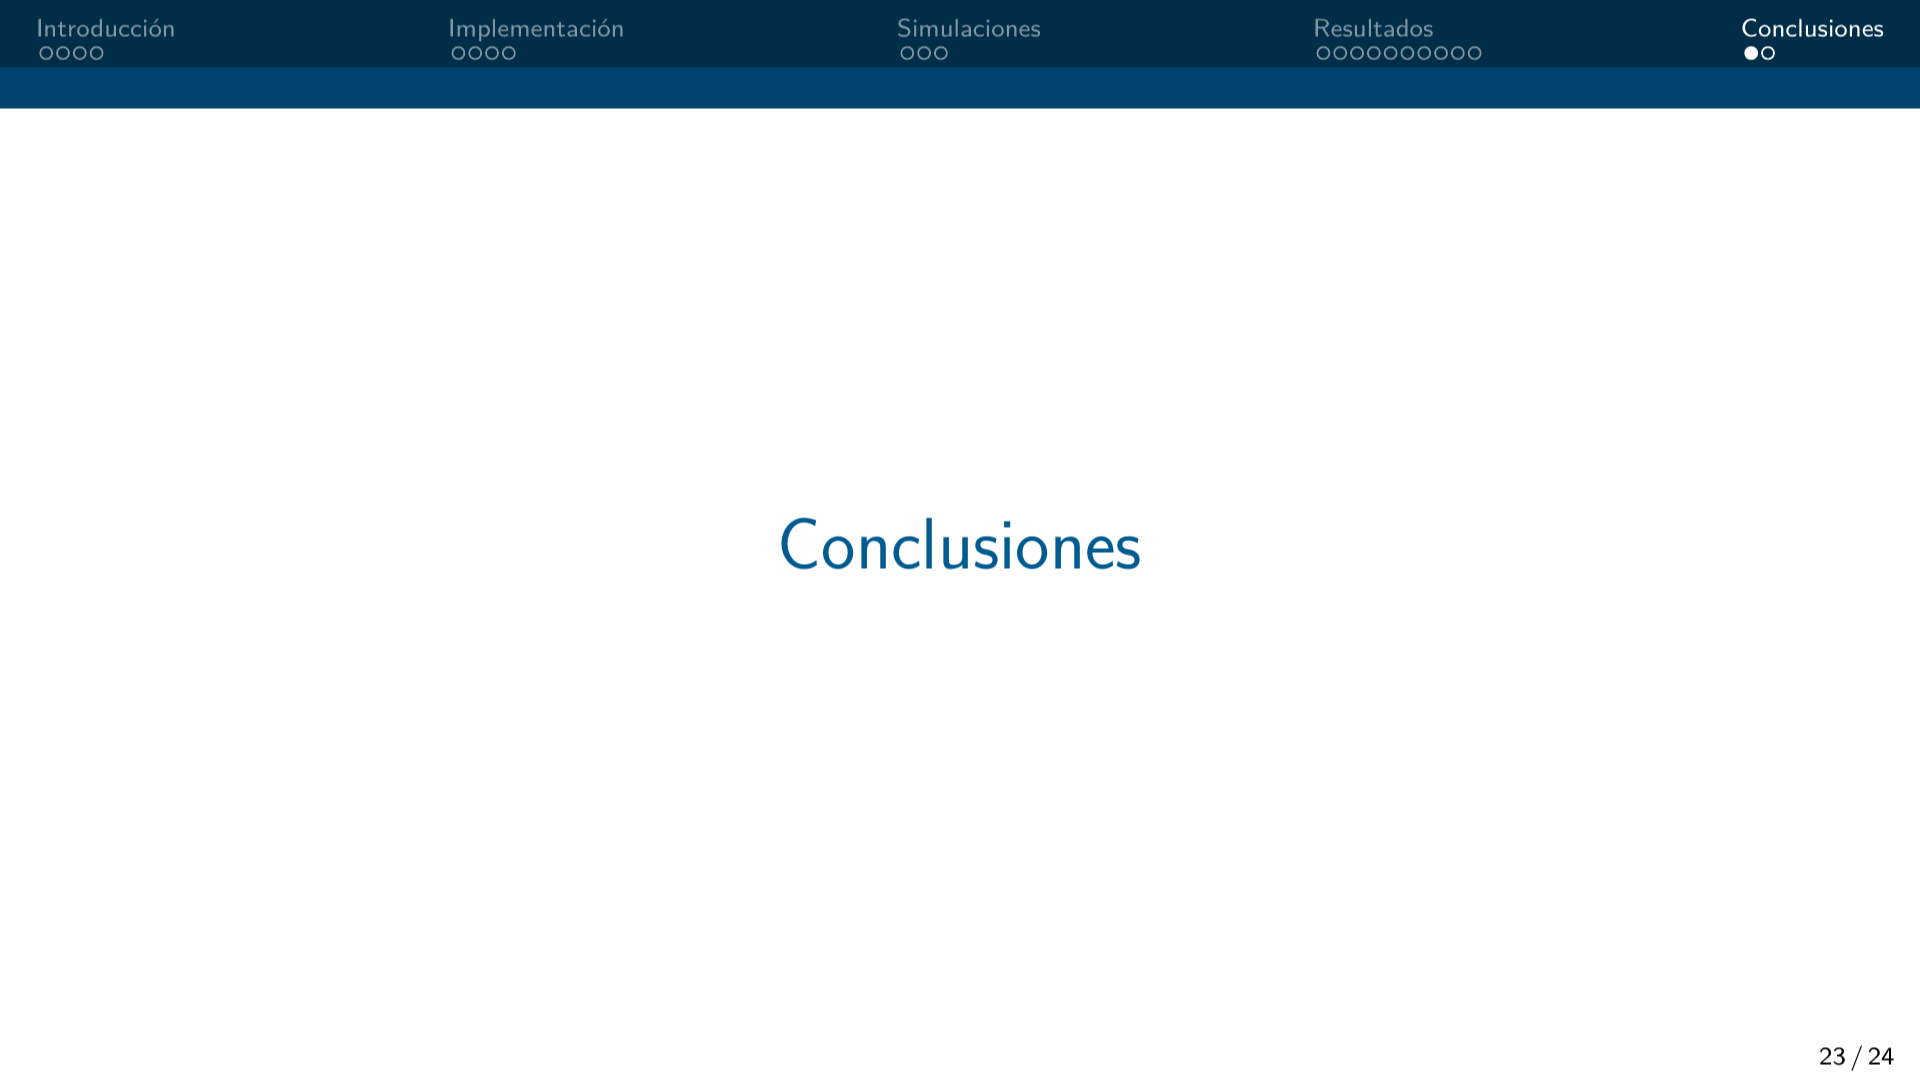 Introducción
Implementación
Simulaciones
Resultados
Conclusiones
Conclusiones
23 / 24